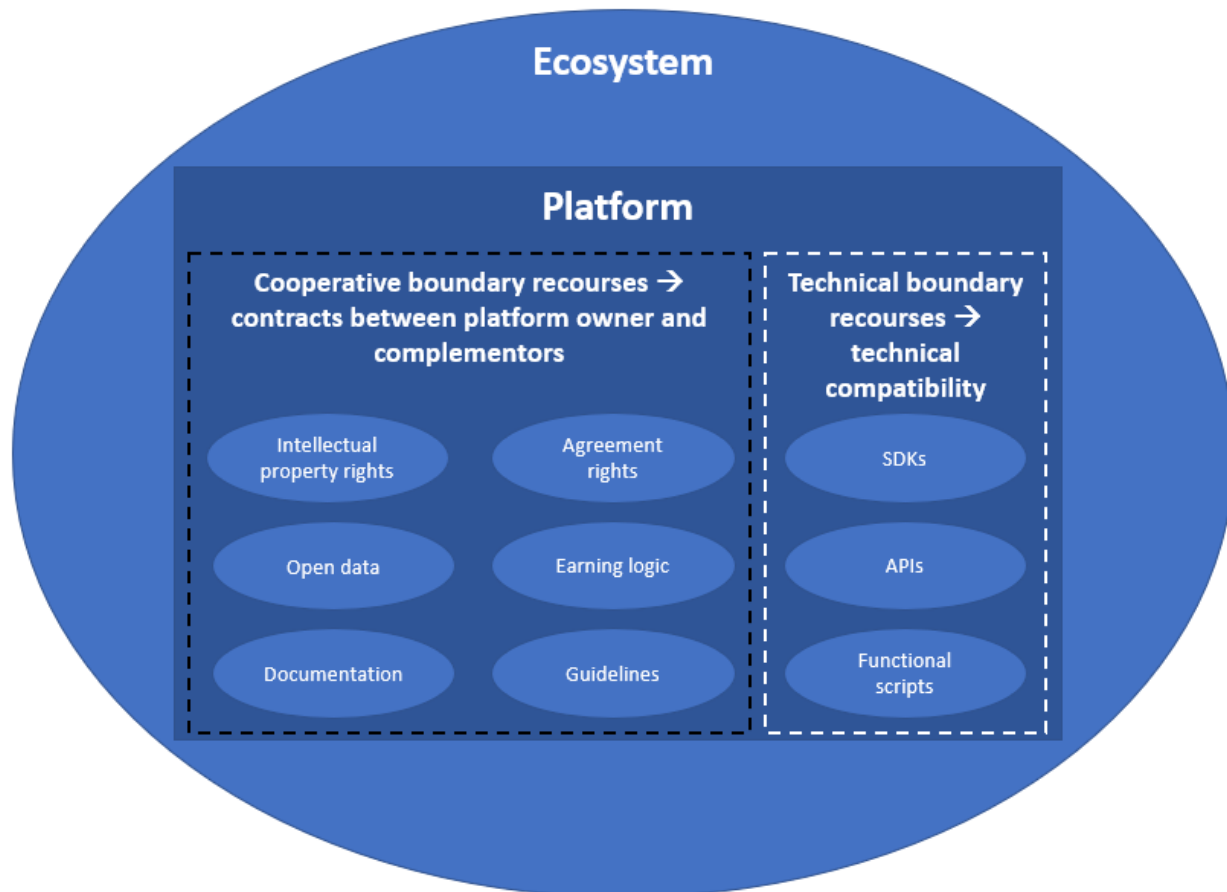 Ecosystem
Platform
Cooperative boundary recourses →
contracts between platform owner and
complementors
Technical boundary
recourses →
technical
compatibility
Intellectual
property rights
Agreement
rights
SDKs
Open data
Earning logic
APIs
Documentation
Guidelines
Functional
scripts